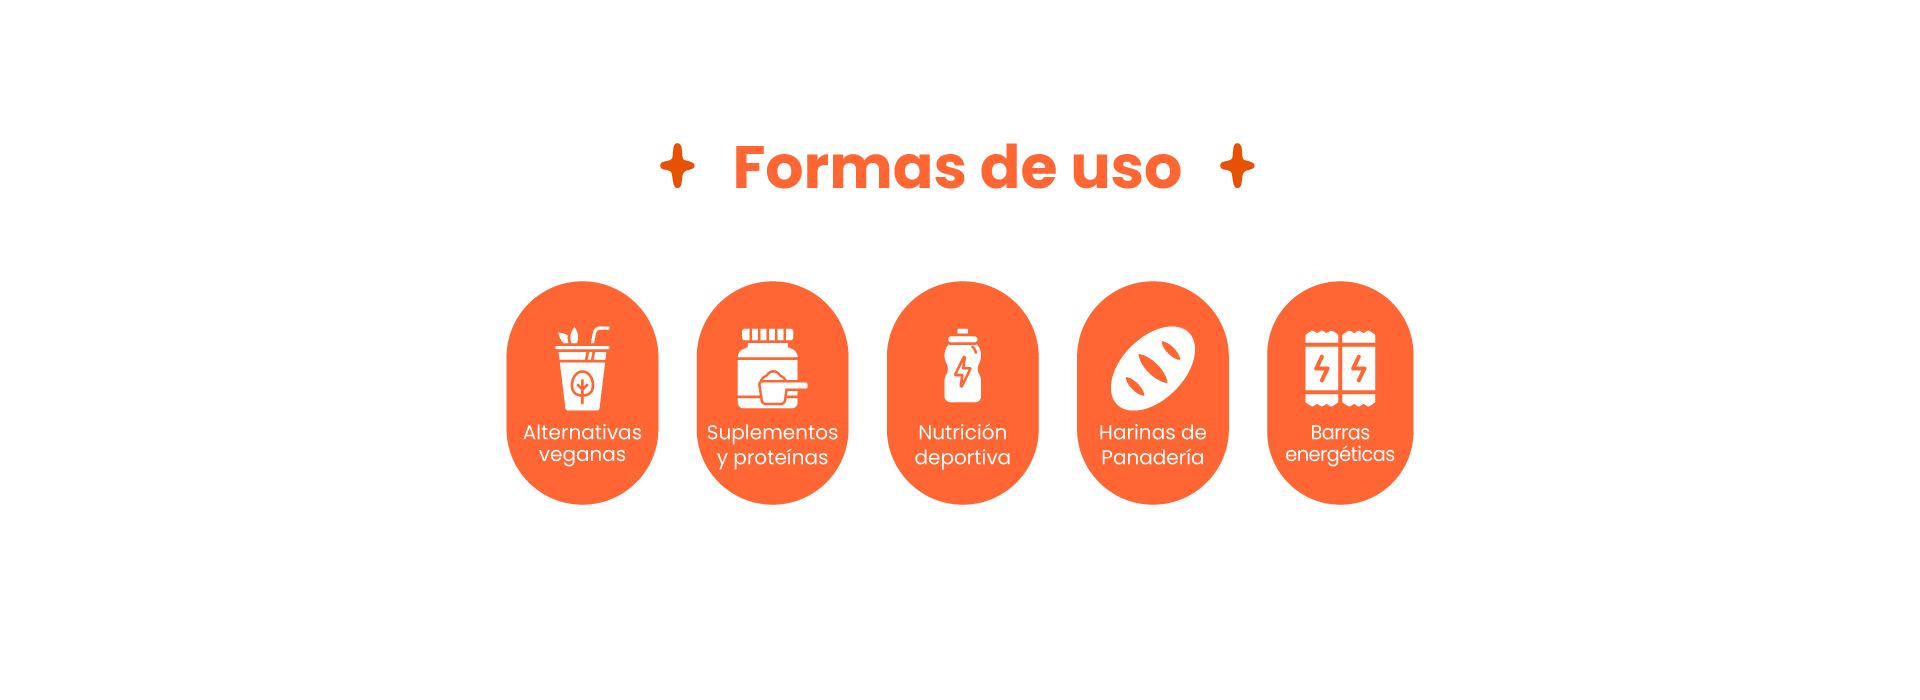 Formas de uso
Alternativas
veganas
Suplementos
y proteínas
Nutrición
deportiva
Harinas de
Panadería
Barras
energéticas